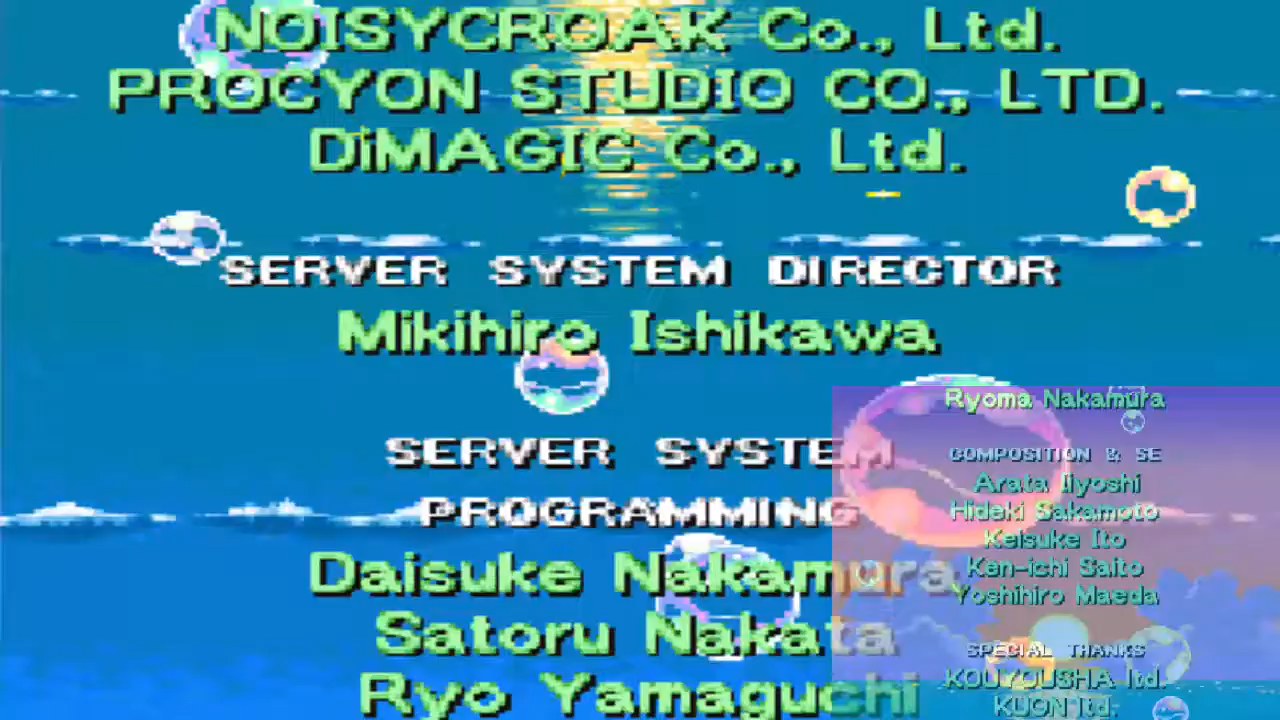 NOISYCROAK Co., Ltd.
PROCYON STUDIO CO., LTD.
DiMAGIC Co., Ltd.
SERVER SYSTEM DIRECTOR
Mikihiro Ishikawa
SERVER SYSTEM
PROGRAMMING
Daisuke Nakamura
Satoru Nakata
Ryo Yamaguchi
Ryoma Nakamura
COMPOSITION & SE
Arata Iiyoshi
Hideki Sakamoto
Keisuke Ito
Ken-ichi Saito
Yoshihiro Maeda
SPECIAL THANKS
KOUYOUSHA ltd.
KUON ltd.